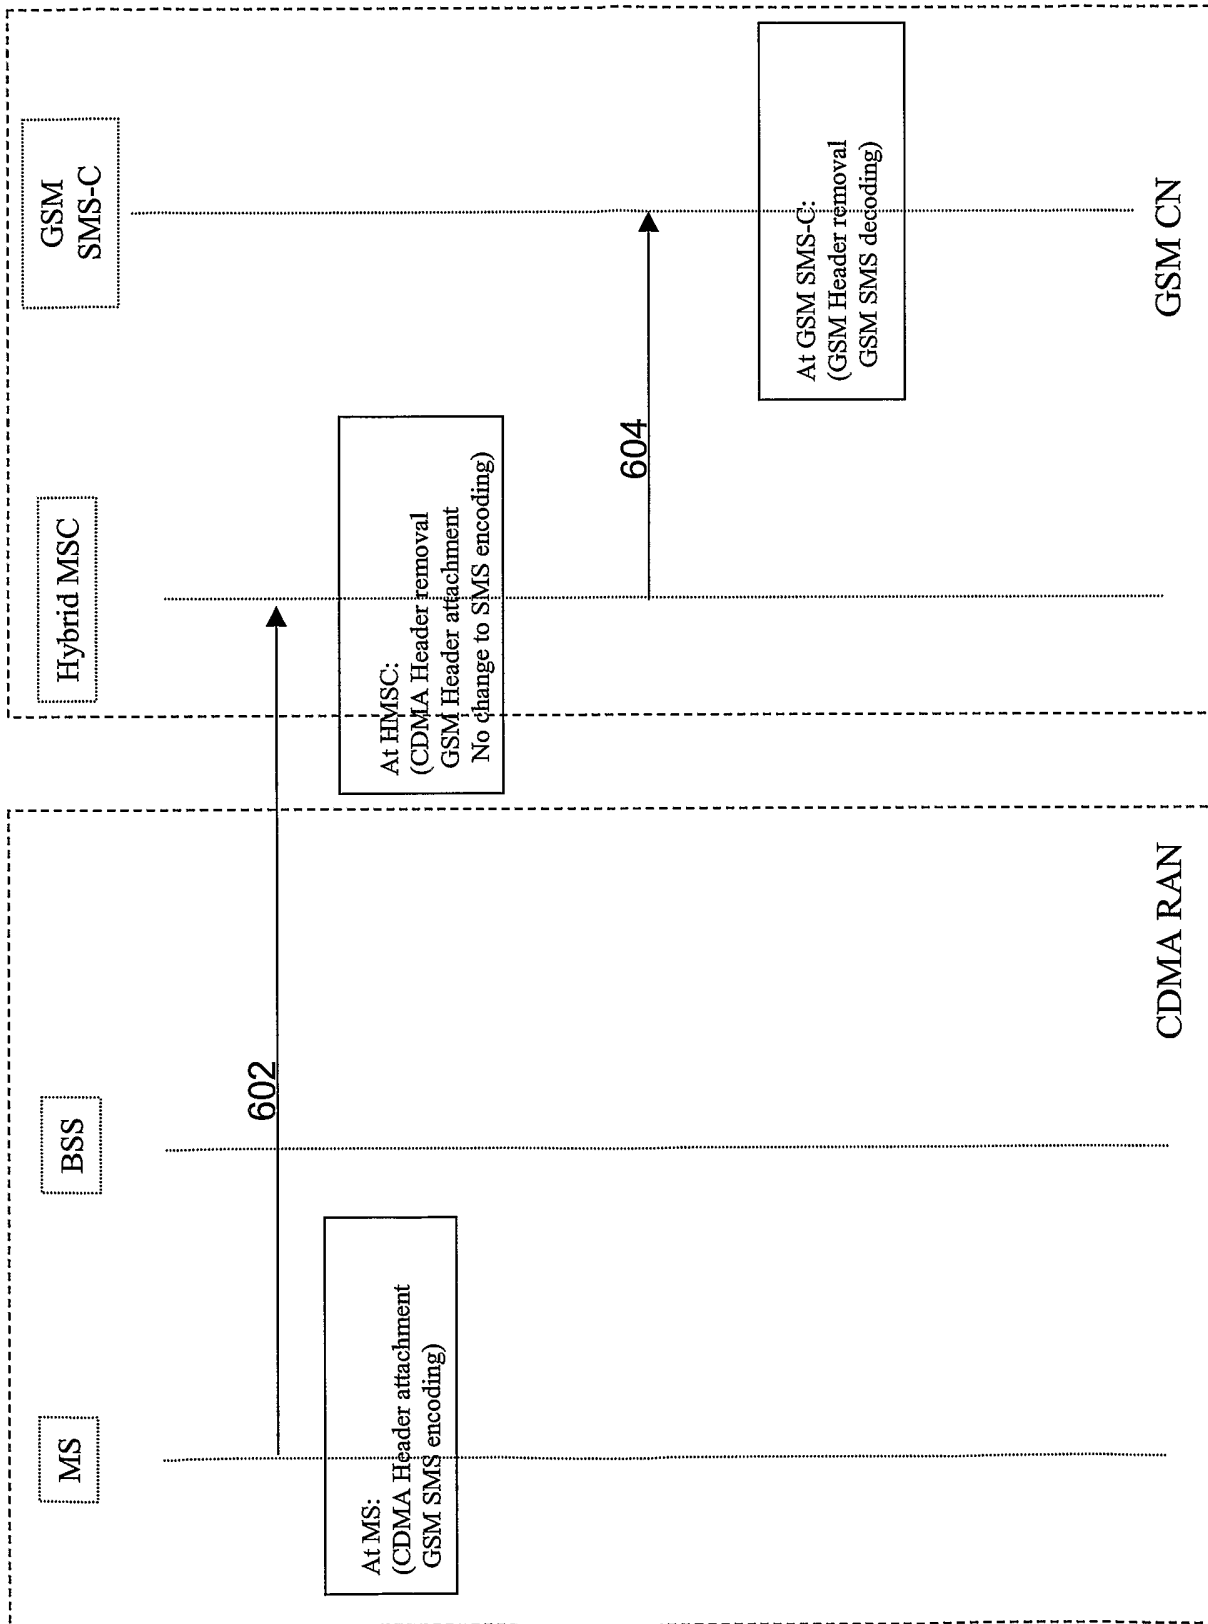 MS
BSS
Hybrid MSC
GSM
SMS-C
602
At MS:
(CDMA Header attachment
GSM SMS encoding)
At HMSC:
(CDMA Header removal
GSM Header attachment
No change to SMS encoding)
604
At GSM SMS-C:
(GSM Header removal
GSM SMS decoding)
CDMA RAN
GSM CN